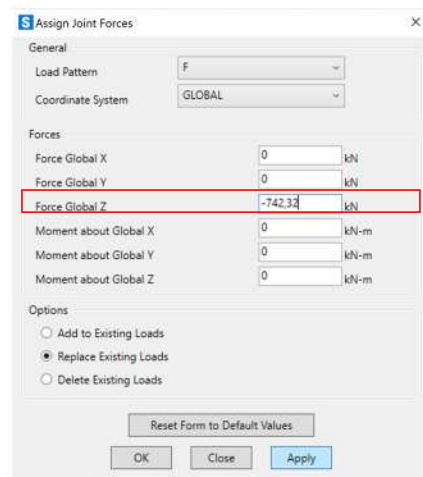 S Assign Joint Forces
General
Load Pattern F
Coordinate System GLOBAL
Forces
Force Global X 0 kN
Force Global Y 0 kN
Force Global Z -742,32 kN
Moment about Global X 0 kN-m
Moment about Global Y 0 kN-m
Moment about Global Z 0 kN-m
Options
Add to Existing Loads
Replace Existing Loads
Delete Existing Loads
Reset Form to Default Values
OK Close Apply